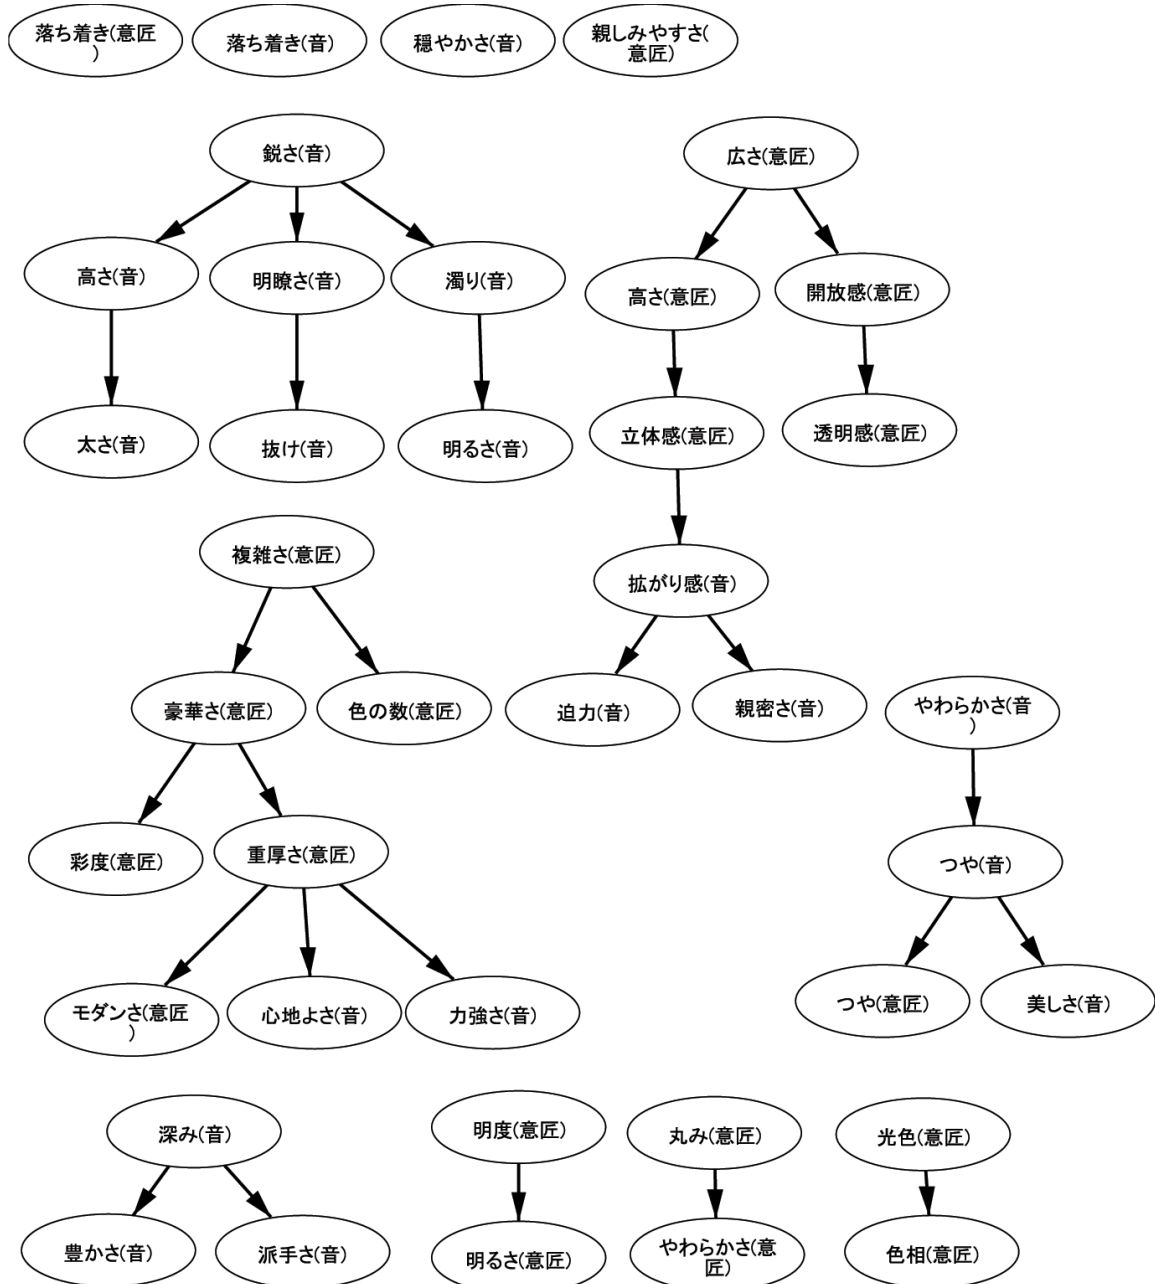 落ち着き(意匠
)
落ち着き(音)
穏やかさ(音)
親しみやすさ(
意匠)
鋭さ(音)
広さ(意匠)
高さ(音)
明瞭さ(音)
濁り(音)
高さ(意匠)
開放感(意匠)
太さ(音)
抜け(音)
明るさ(音)
立体感(意匠)
透明感(意匠)
複雑さ(意匠)
拡がり感(音)
豪華さ(意匠)
色の数(意匠)
迫力(音)
親密さ(音)
やわらかさ(音
)
彩度(意匠)
重厚さ(意匠)
つや(音)
モダンさ(意匠
)
心地よさ(音)
力強さ(音)
つや(意匠)
美しさ(音)
深み(音)
明度(意匠)
丸み(意匠)
光色(意匠)
豊かさ(音)
派手さ(音)
明るさ(意匠)
やわらかさ(意
匠)
色相(意匠)